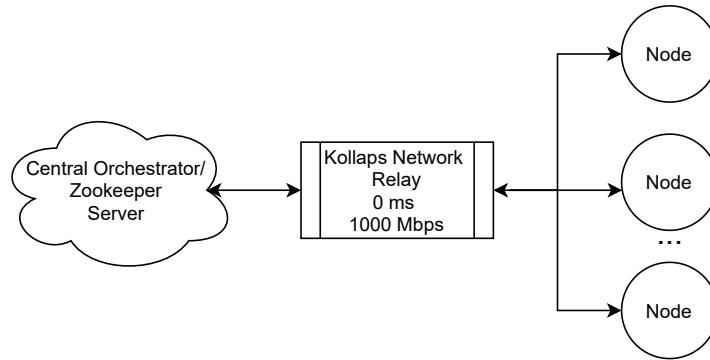 Central Orchestrator/
Zookeeper
Server
Kollaps Network
Relay
0 ms
1000 Mbps
Node
Node
...
Node